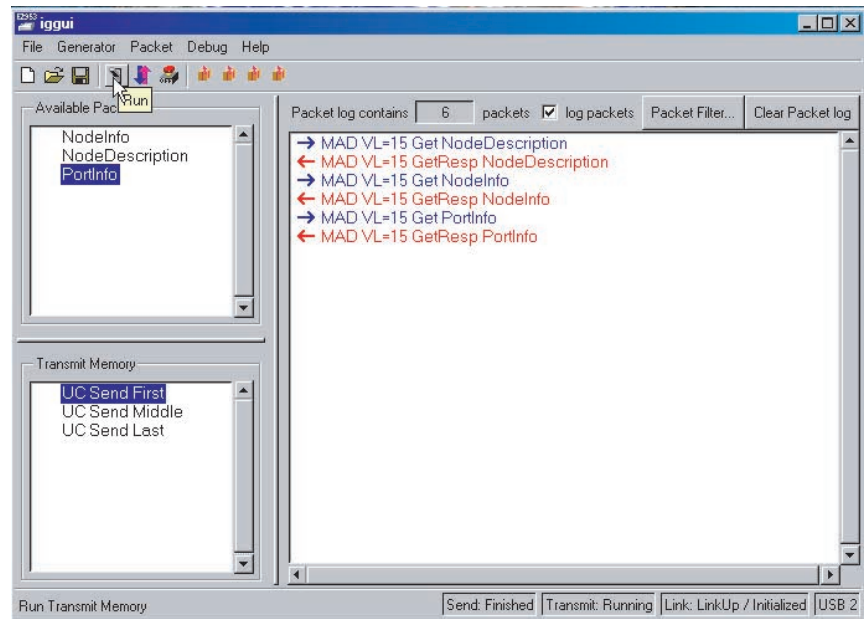 E2953 iggui
File Generator Packet Debug Help
Run
Available Pac
NodeInfo
NodeDescription
PortInfo
Packet log contains 6 packets log packets Packet Filter... Clear Packet log
→ MAD VL=15 Get NodeDescription
← MAD VL=15 GetResp NodeDescription
→ MAD VL=15 Get NodeInfo
← MAD VL=15 GetResp NodeInfo
→ MAD VL=15 Get PortInfo
← MAD VL=15 GetResp PortInfo
Transmit Memory
UC Send First
UC Send Middle
UC Send Last
Run Transmit Memory Send: Finished Transmit: Running Link: LinkUp / Initialized USB 2